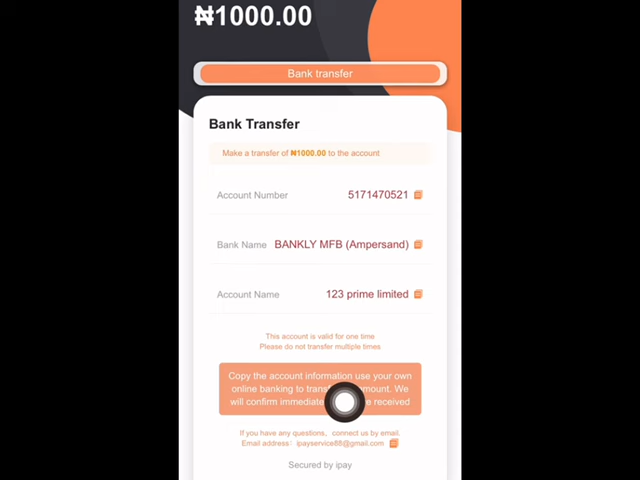 ₦1000.00
Bank transfer
Bank Transfer
Make a transfer of ₦1000.00 to the account
Account Number 5171470521
Bank Name BANKLY MFB (Ampersand)
Account Name 123 prime limited
This account is valid for one time
Please do not transfer multiple times
Copy the account information use your own
online banking to mount. We
will confirm received
If you have any questions, connect us by email.
Email address: ipayservice88@gmail.com
Secured by ipay